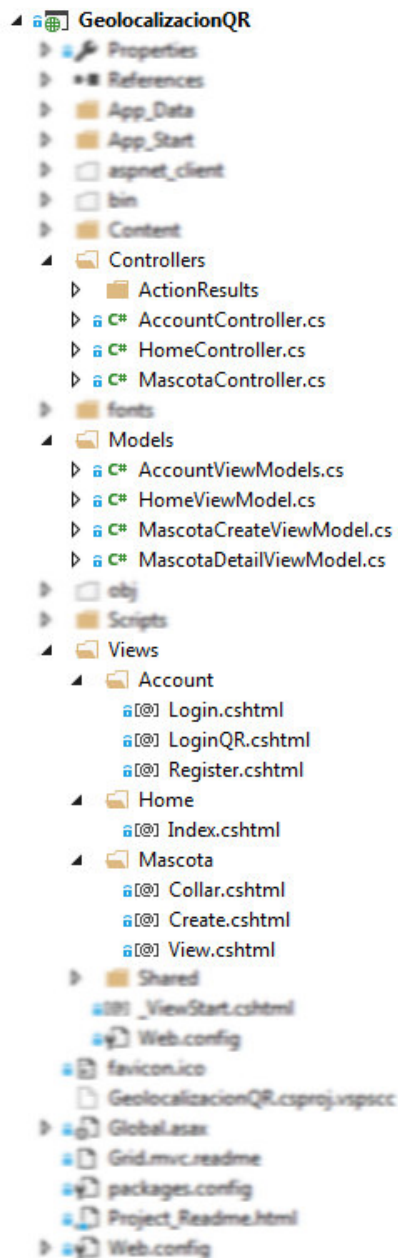 GeolocalizacionQR
Properties
References
App_Data
App_Start
aspnet_client
bin
Content
Controllers
ActionResults
C# AccountController.cs
C# HomeController.cs
C# MascotaController.cs
fonts
Models
C# AccountViewModels.cs
C# HomeViewModel.cs
C# MascotaCreateViewModel.cs
C# MascotaDetailViewModel.cs
obj
Scripts
Views
Account
[@] Login.cshtml
[@] LoginQR.cshtml
[@] Register.cshtml
Home
[@] Index.cshtml
Mascota
[@] Collar.cshtml
[@] Create.cshtml
[@] View.cshtml
Shared
[@] _ViewStart.cshtml
Web.config
favicon.ico
GeolocalizacionQR.csproj.vspscc
Global.asax
Grid.mvc.readme
packages.config
Project_Readme.html
Web.config